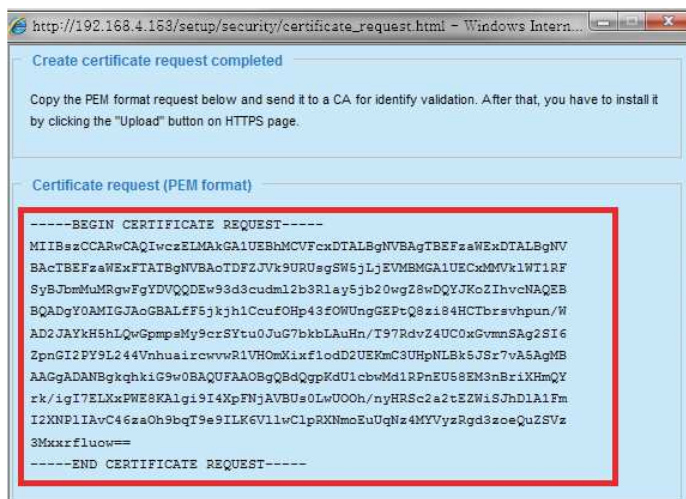 http://192.168.4.153/setup/security/certificate_request.html - Windows Intern...
Create certificate request completed
Copy the PEM format request below and send it to a CA for identify validation. After that, you have to install it
by clicking the "Upload" button on HTTPS page.
Certificate request (PEM format)
-----BEGIN CERTIFICATE REQUEST-----
MIIBszCCARwCAQIwczELMAkGA1UEBhMCVFcxDTALBgNVBAgTBEFzaWExDTALBgNV
BAcTBEFzaWExFTATBgNVBAoTDFZJVk9URUsgSW5jLjEVMBMGA1UECxMMVklWT1RF
SyBJbmMuMRgwFgYDVQQDEw93d3cudml2b3Rlay5jb20wgZ8wDQYJKoZIhvcNAQEB
BQADgY0AMIGJAoGBALfF5jkjh1CcufOHp43fOWUngGEPtQ8zi84HCTbrsvhpun/W
AD2JAYkH5hLQwGpmpsMy9crSYtu0JuG7bkbLAuHn/T97RdvZ4UC0xGvmnSAg2SI6
ZpnGI2PY9L244VnhuaircwvwR1VHOmXixf1odD2UEKmC3UHpNLBk5JSr7vA5AgMB
AAGgADANBgkqhkiG9w0BAQUFAAOBgQBdQgpKdU1cbwMd1RPnEU58EM3nBriXHmQY
rk/igI7ELXxPWE8KAlgi9I4XpFNjAVBUs0LwUOOh/nyHRSc2a2tEZWiSJhDlA1Fm
I2XNPlIAvC46zaOh9bqT9e9ILK6VllwClpRXNmoEuUqNz4MYVyzRgd3zoeQuZSVz
3Mxxrfluow==
-----END CERTIFICATE REQUEST-----